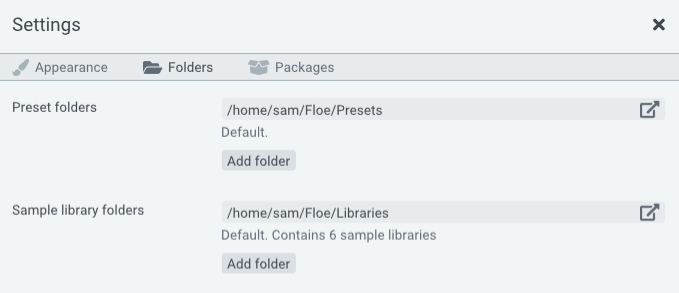 Settings
Appearance Folders Packages
Preset folders /home/sam/Floe/Presets
Default.
Add folder
Sample library folders /home/sam/Floe/Libraries
Default. Contains 6 sample libraries
Add folder